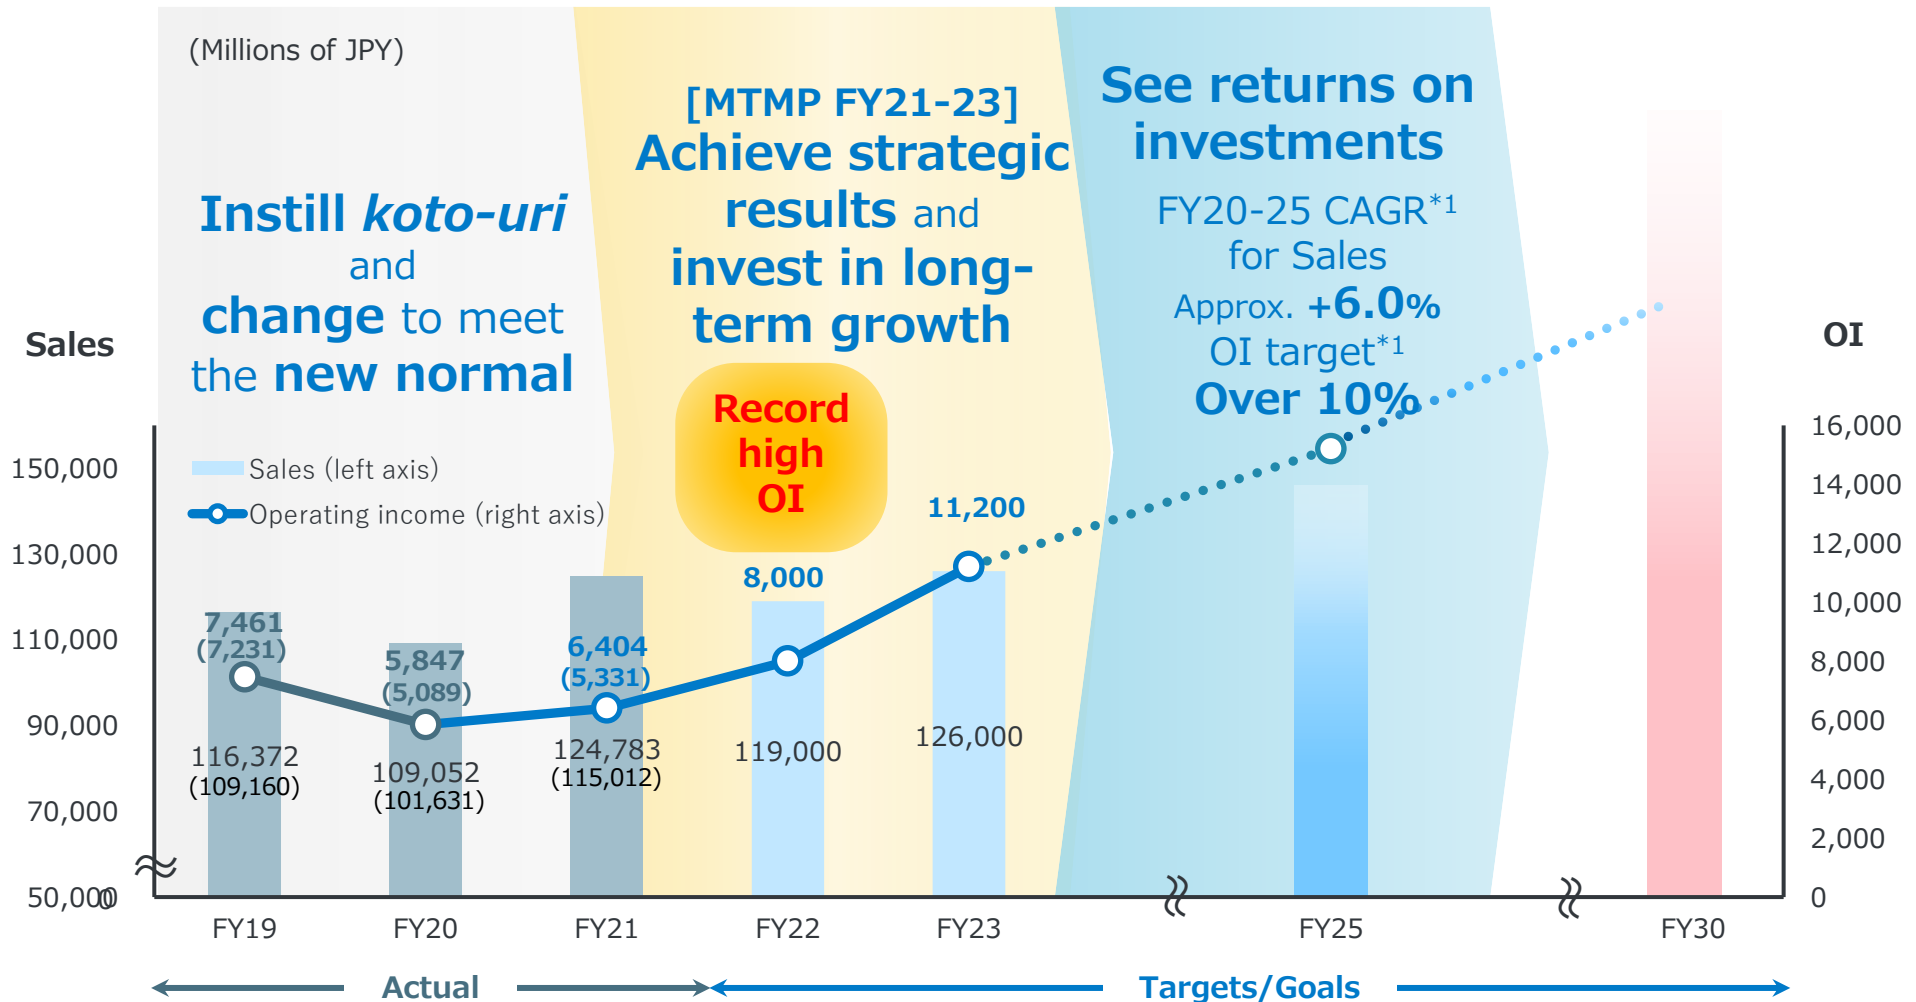 (Millions of JPY)
Instill koto-uri
and
change to meet
the new normal
[MTMP FY21-23]
Achieve strategic
results and
invest in long-
term growth
See returns on
investments
FY20-25 CAGR*1
for Sales
Approx. +6.0%
OI target*1
Over 10%
Record
high
OI
Sales
OI
Sales (left axis)
Operating income (right axis)
150,000
130,000
110,000
90,000
70,000
50,000
0
16,000
14,000
12,000
10,000
8,000
6,000
4,000
2,000
0
7,461
(7,231)
5,847
(5,089)
6,404
(5,331)
8,000
11,200
116,372
(109,160)
109,052
(101,631)
124,783
(115,012)
119,000
126,000
FY19
FY20
FY21
FY22
FY23
FY25
FY30
Actual
Targets/Goals